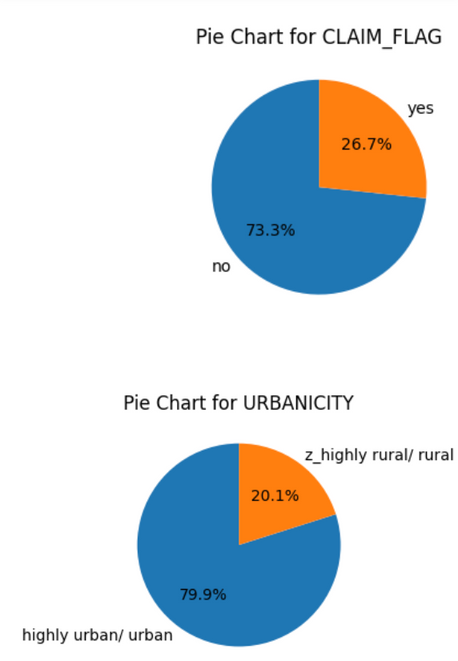 Pie Chart for CLAIM_FLAG
yes
26.7%
73.3%
no
Pie Chart for URBANICITY
z_highly rural/ rural
20.1%
79.9%
highly urban/ urban